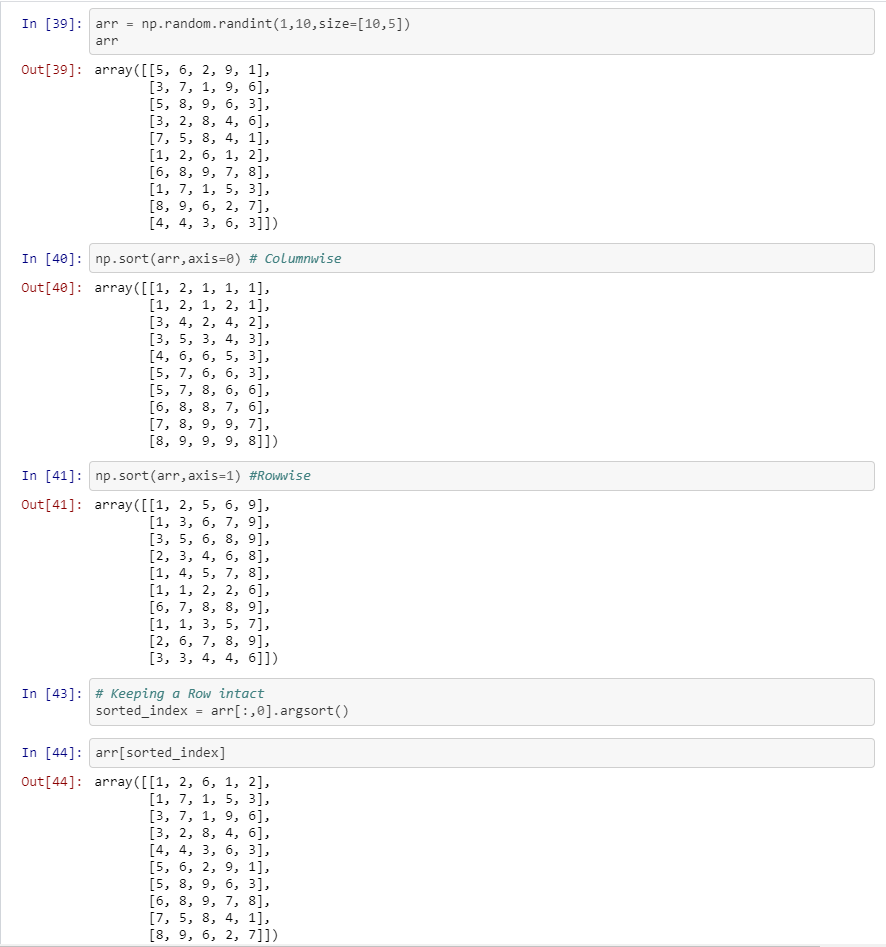 In [39]: arr = np.random.randint(1,10,size=[10,5])
arr
Out[39]: array([[5, 6, 2, 9, 1],
[3, 7, 1, 9, 6],
[5, 8, 9, 6, 3],
[3, 2, 8, 4, 6],
[7, 5, 8, 4, 1],
[1, 2, 6, 1, 2],
[6, 8, 9, 7, 8],
[1, 7, 1, 5, 3],
[8, 9, 6, 2, 7],
[4, 4, 3, 6, 3]])
In [40]: np.sort(arr,axis=0) # Columnwise
Out[40]: array([[1, 2, 1, 1, 1],
[1, 2, 1, 2, 1],
[3, 4, 2, 4, 2],
[3, 5, 3, 4, 3],
[4, 6, 6, 5, 3],
[5, 7, 6, 6, 3],
[5, 7, 8, 6, 6],
[6, 8, 8, 7, 6],
[7, 8, 9, 9, 7],
[8, 9, 9, 9, 8]])
In [41]: np.sort(arr,axis=1) #Rowwise
Out[41]: array([[1, 2, 5, 6, 9],
[1, 3, 6, 7, 9],
[3, 5, 6, 8, 9],
[2, 3, 4, 6, 8],
[1, 4, 5, 7, 8],
[1, 1, 2, 2, 6],
[6, 7, 8, 8, 9],
[1, 1, 3, 5, 7],
[2, 6, 7, 8, 9],
[3, 3, 4, 4, 6]])
In [43]: # Keeping a Row intact
sorted_index = arr[:,0].argsort()
In [44]: arr[sorted_index]
Out[44]: array([[1, 2, 6, 1, 2],
[1, 7, 1, 5, 3],
[3, 7, 1, 9, 6],
[3, 2, 8, 4, 6],
[4, 4, 3, 6, 3],
[5, 6, 2, 9, 1],
[5, 8, 9, 6, 3],
[6, 8, 9, 7, 8],
[7, 5, 8, 4, 1],
[8, 9, 6, 2, 7]])